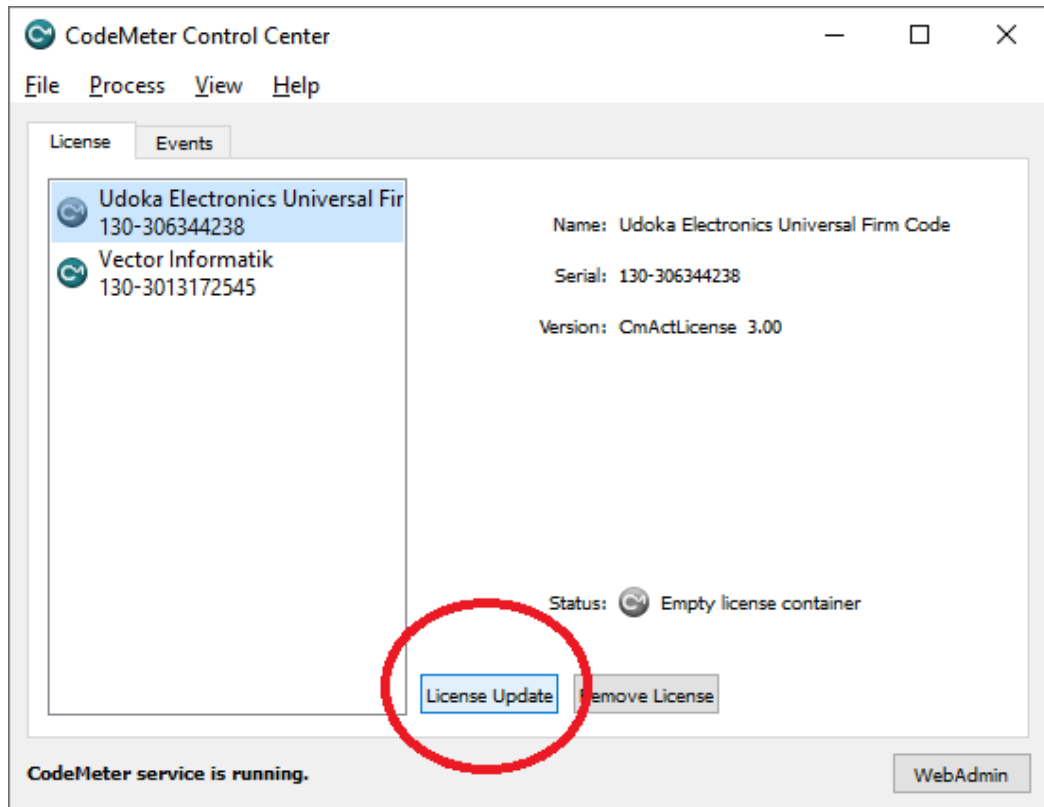 CodeMeter Control Center
File Process View Help
License Events
Udoka Electronics Universal Fir
130-306344238
Vector Informatik
130-3013172545
Name: Udoka Electronics Universal Firm Code
Serial: 130-306344238
Version: CmActLicense 3.00
Status: Empty license container
License Update Remove License
CodeMeter service is running.
WebAdmin